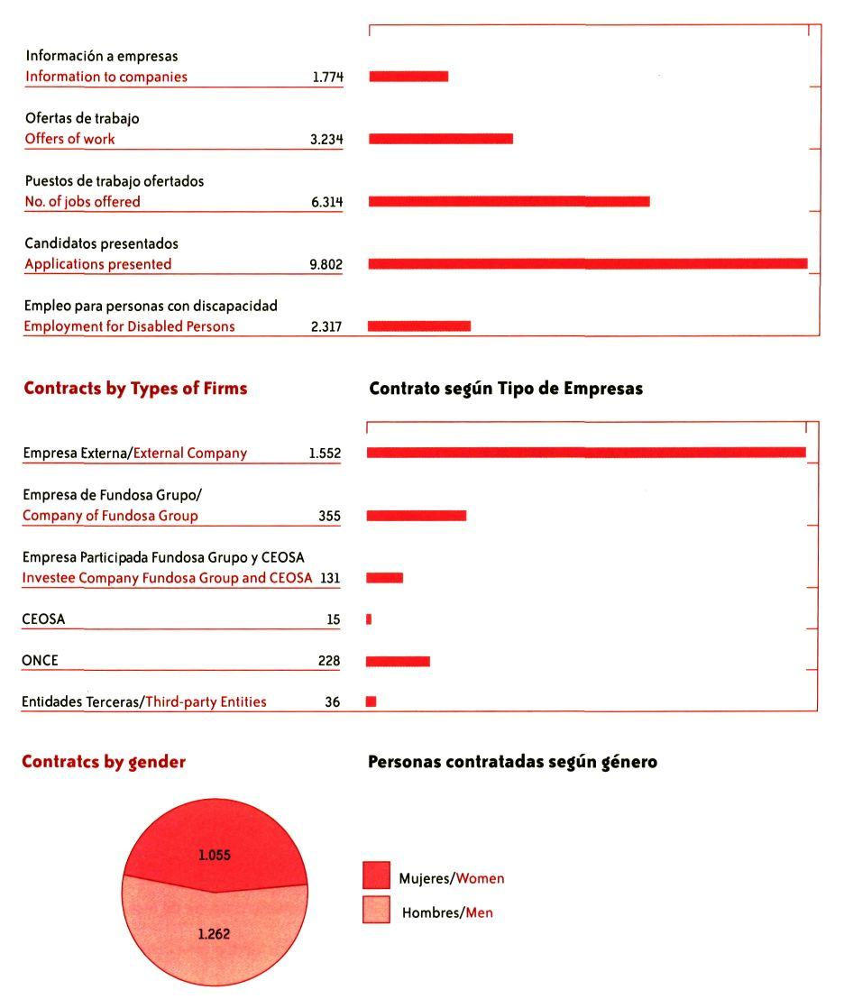 Información a empresas
Information to companies 1.774
Ofertas de trabajo
Offers of work 3.234
Puestos de trabajo ofertados
No. of jobs offered 6.314
Candidatos presentados
Applications presented 9.802
Empleo para personas con discapacidad
Employment for Disabled Persons 2.317
Contracts by Types of Firms Contrato según Tipo de Empresas
Empresa Externa/External Company 1.552
Empresa de Fundosa Grupo/
Company of Fundosa Group 355
Empresa Participada Fundosa Grupo y CEOSA
Investee Company Fundosa Group and CEOSA 131
CEOSA 15
ONCE 228
Entidades Terceras/Third-party Entities 36
Contratcs by gender Personas contratadas según género
1.055
Mujeres/Women
Hombres/Men
1.262